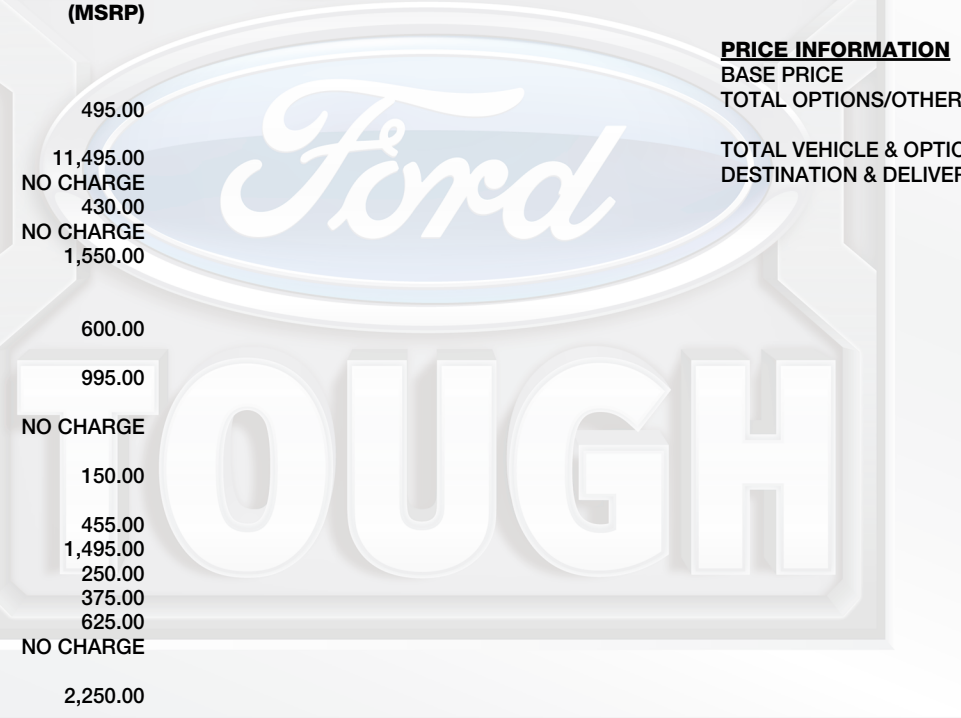 (MSRP)
495.00
11,495.00
NO CHARGE
430.00
NO CHARGE
1,550.00
600.00
995.00
NO CHARGE
150.00
455.00
1,495.00
250.00
375.00
625.00
NO CHARGE
2,250.00
PRICE INFORMATION
BASE PRICE
TOTAL OPTIONS/OTHER
TOTAL VEHICLE & OPTIO
DESTINATION & DELIVER
Ford
TOUGH